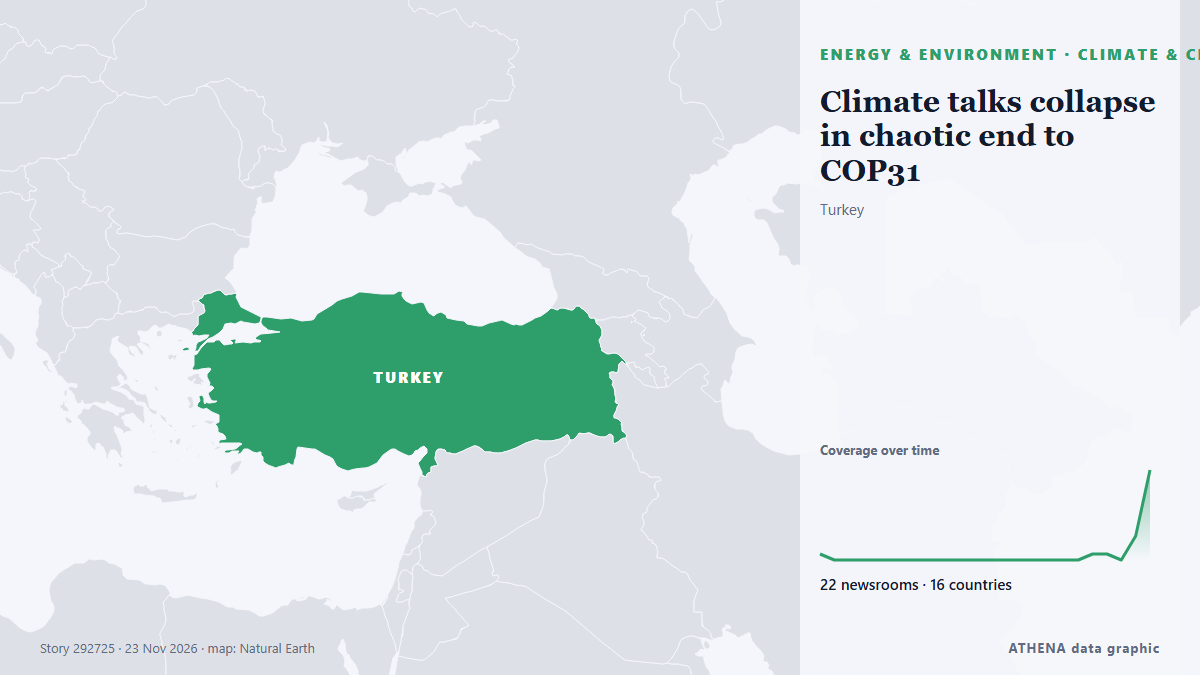 ENERGY & ENVIRONMENT · CLIMATE &
Climate talks collapse
in chaotic end to
COP31
Turkey
TURKEY
Coverage over time
22 newsrooms · 16 countries
Story 292725 · 23 Nov 2026 · map: Natural Earth
ATHENA data graphic